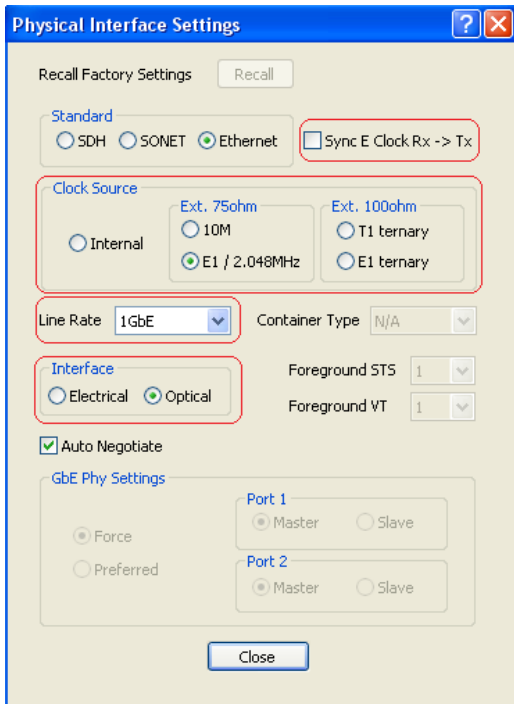 Physical Interface Settings
Recall Factory Settings Recall
Standard
SDH SONET Ethernet Sync E Clock Rx -> Tx
Clock Source
Ext. 75ohm Ext. 100ohm
Internal 10M T1 ternary
E1 / 2.048MHz E1 ternary
Line Rate 1GbE Container Type N/A
Interface Foreground STS 1
Electrical Optical
Foreground VT 1
Auto Negotiate
GbE Phy Settings
Port 1
Force Master Slave
Preferred Port 2
Master Slave
Close